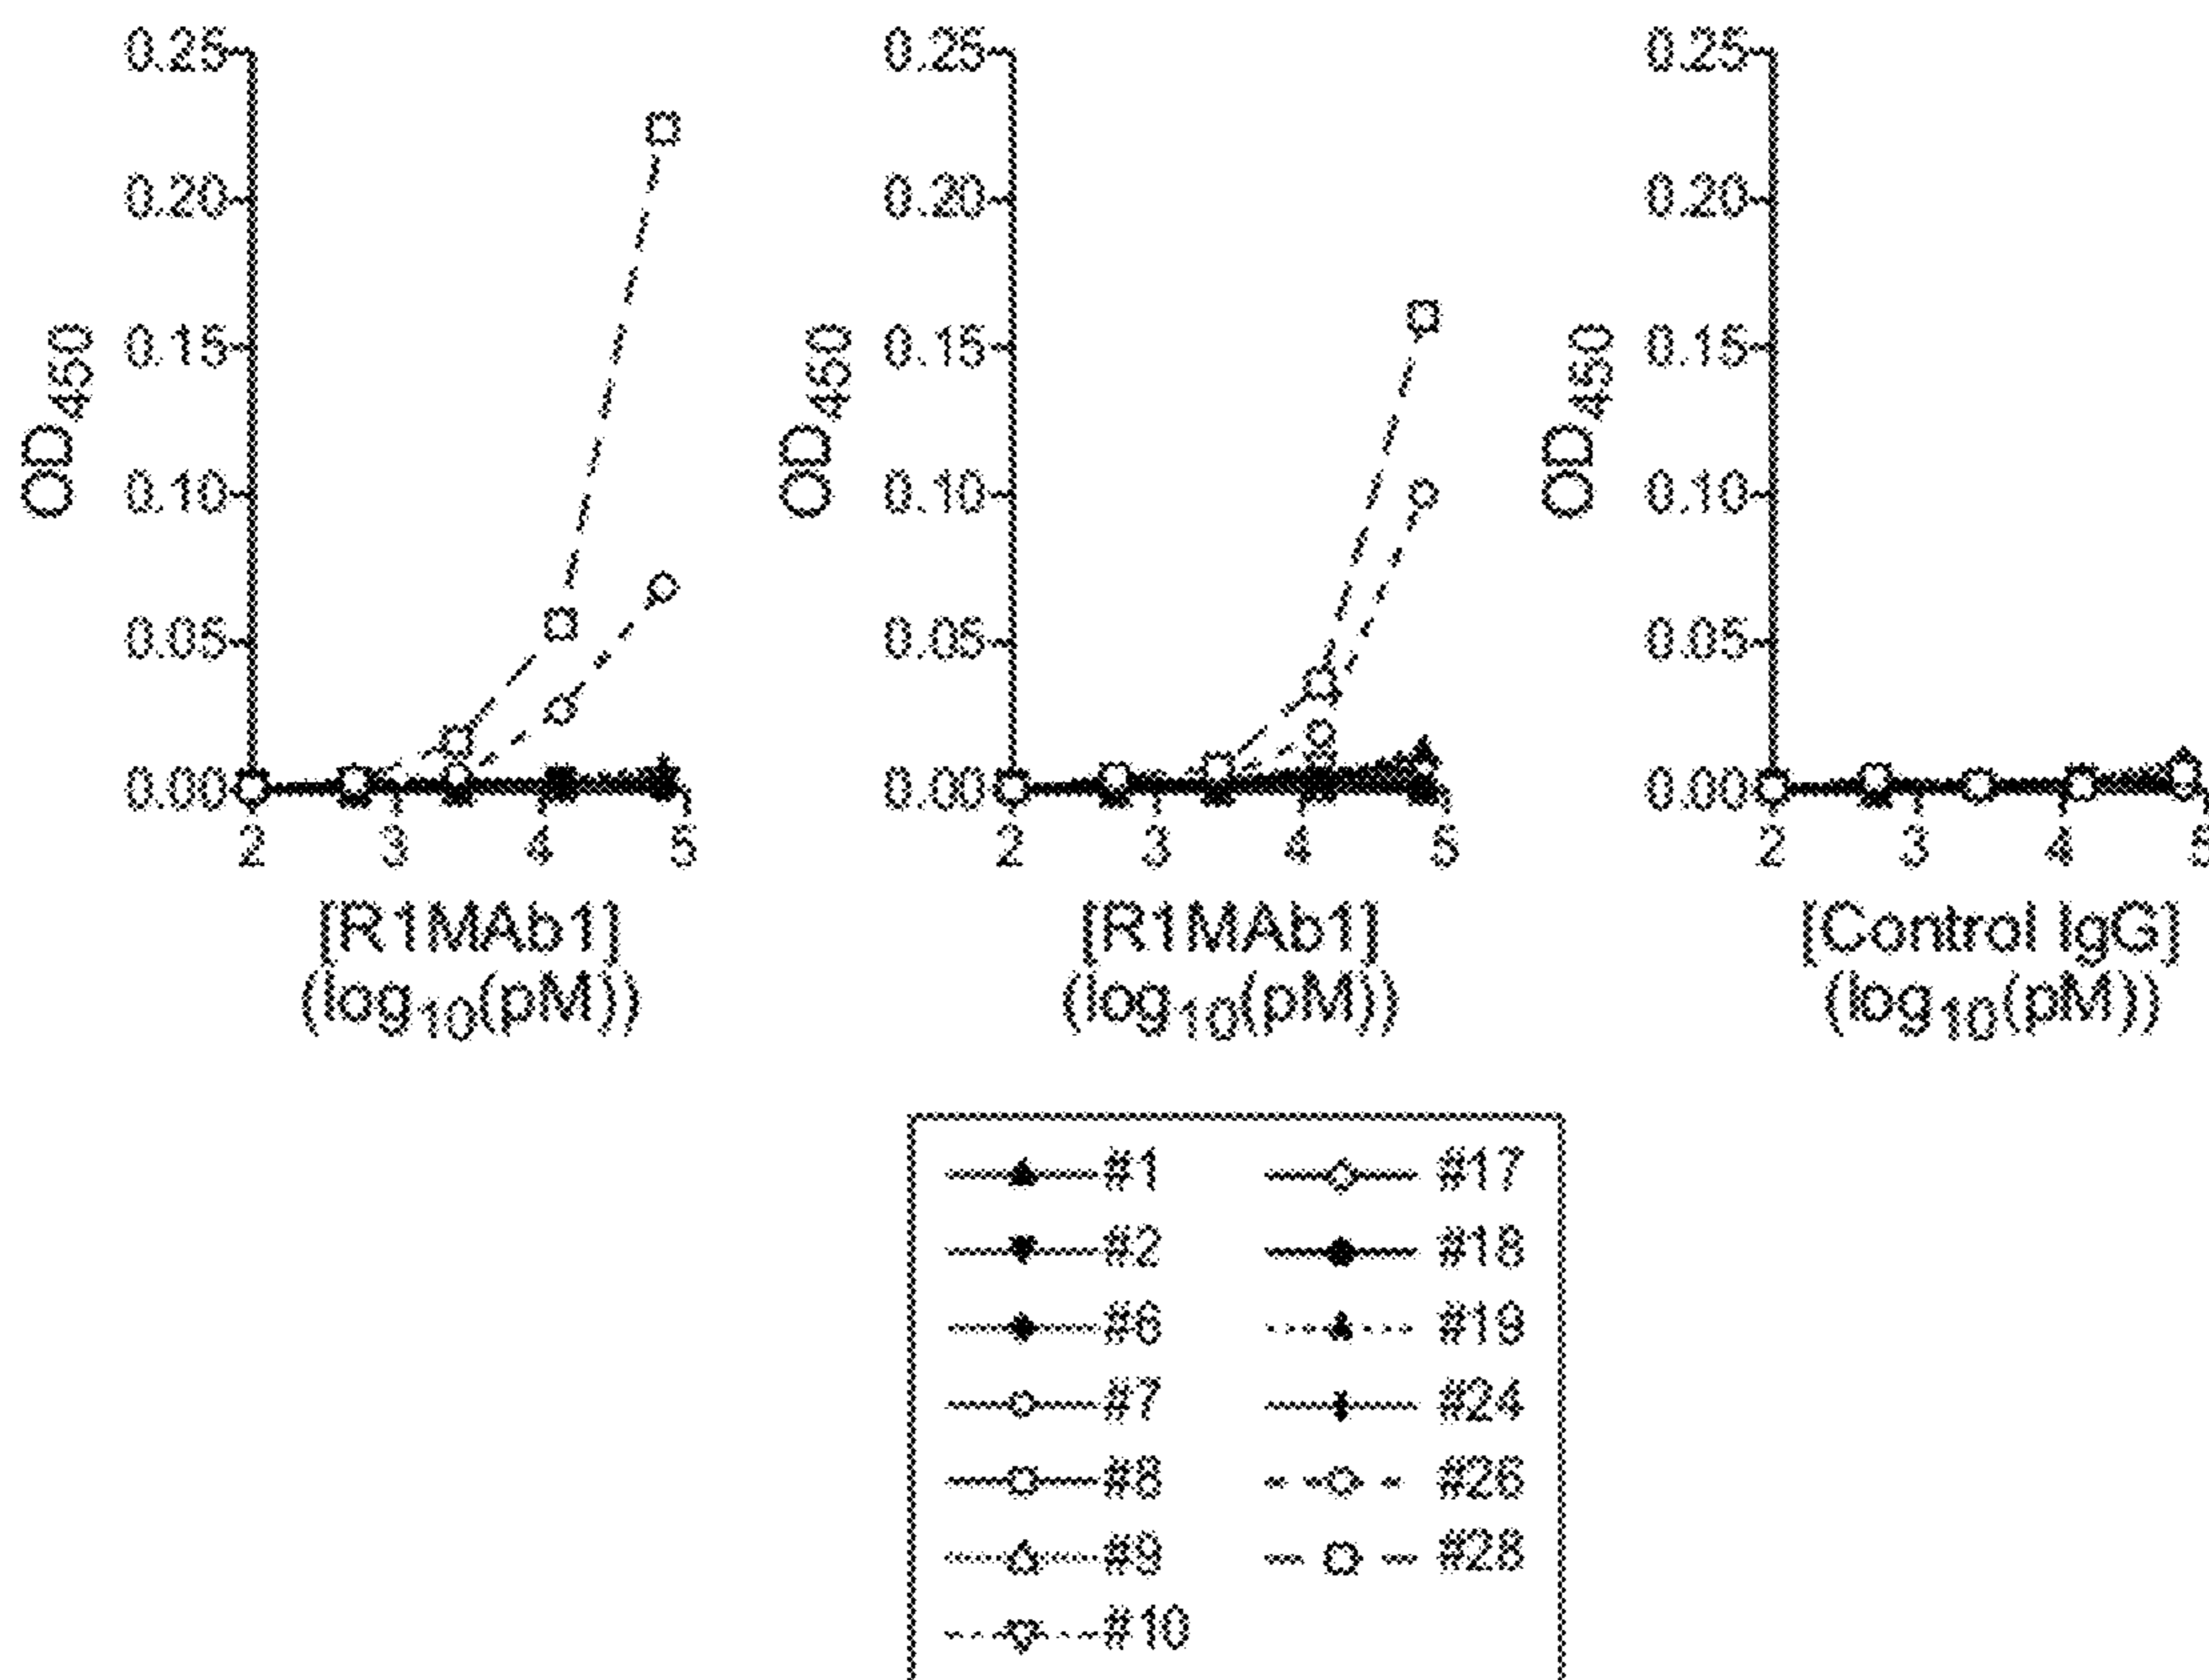 0.25 0.25 0.25
0.20 0.20 0.20
0.15 0.15 0.15
OD450 OD450 OD450
0.10 0.10 0.10
0.05 0.05 0.05
0.00 0.00 0.00
2 3 4 5 2 3 4 5 2 3 4 5
[R1MAb1] [R1MAb1] [Control IgG]
(log10(pM)) (log10(pM)) (log10(pM))
#1 #17
#2 #18
#6 #19
#7 #24
#8 #26
#9 #28
#10